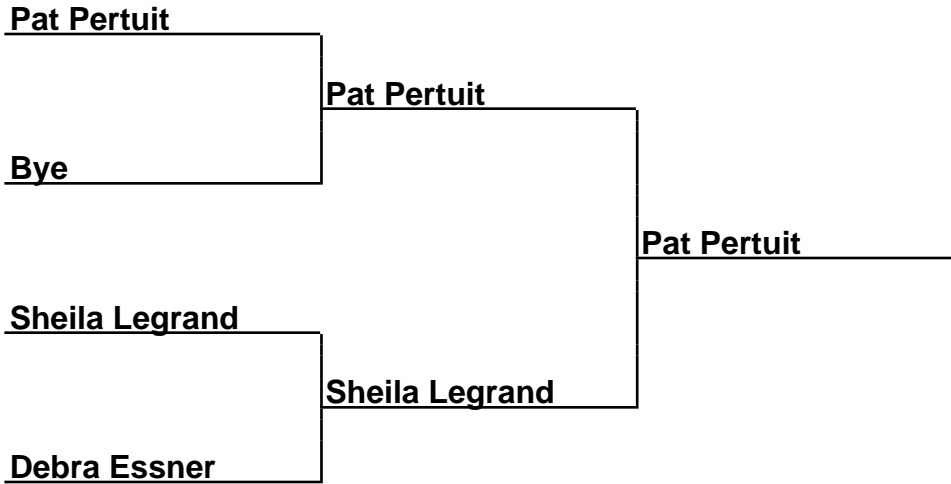 Pat Pertuit
Pat Pertuit
Bye
Pat Pertuit
Sheila Legrand
Sheila Legrand
Debra Essner